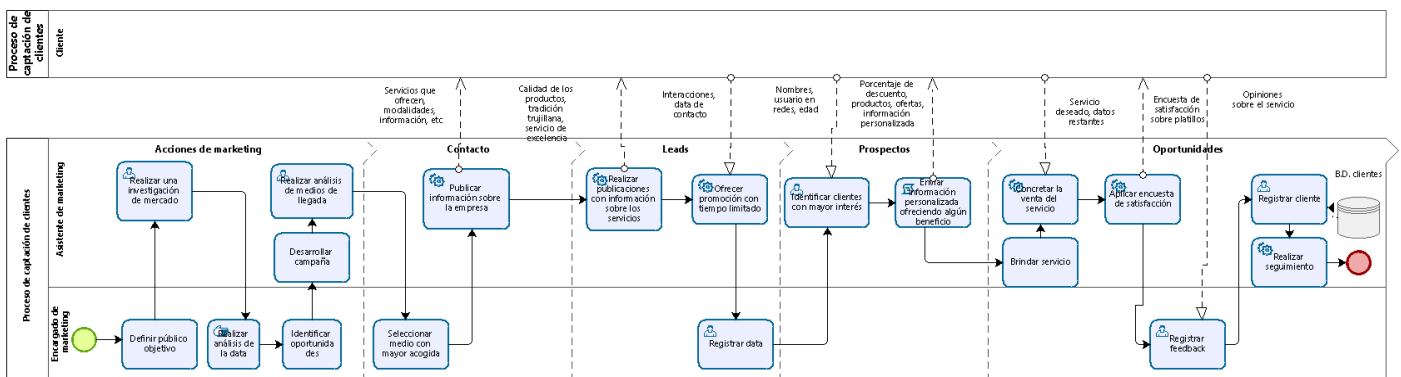 Proceso de
captación de
clientes
Cliente
Servicios que
ofrecen,
modalidades,
información, etc
Calidad de los
productos,
tradición
trujillana,
servicio de
excelencia
Interacciones,
data de
contacto
Nombres,
usuario en
redes, edad
Porcentaje de
descuento,
productos, ofertas,
información
personalizada
Servicio
deseado, datos
restantes
Encuesta de
satisfacción
sobre platillos
Opiniones
sobre el servicio
Proceso de captación de clientes
Asistente de marketing
Encargado de
marketing
Acciones de marketing
Contacto
Leads
Prospectos
Oportunidades
Realizar una
investigación
de mercado
Realizar análisis
de medios de
llegada
Desarrollar
campaña
Publicar
información sobre
la empresa
Realizar
publicaciones
con información
sobre los
servicios
Ofrecer
promoción con
tiempo limitado
Identificar clientes
con mayor interés
Enviar
información
personalizada
ofreciendo algún
beneficio
Concretar la
venta del
servicio
Brindar servicio
Aplicar encuesta
de satisfacción
Registrar cliente
B.D. clientes
Realizar
seguimiento
Definir público
objetivo
Realizar
análisis de
la data
Identificar
oportunida
des
Seleccionar
medio con
mayor acogida
Registrar data
Registrar
feedback